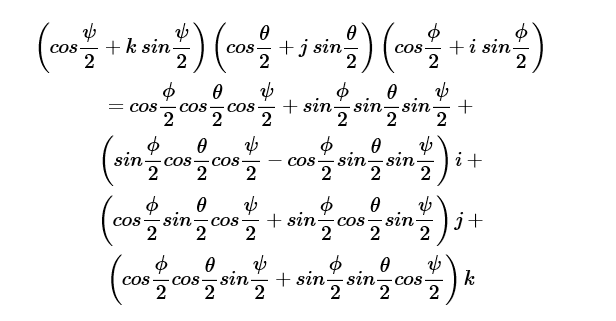 (cos ψ/2 + k sin ψ/2) (cos θ/2 + j sin θ/2) (cos ϕ/2 + i sin ϕ/2)
= cos ϕ/2 cos θ/2 cos ψ/2 + sin ϕ/2 sin θ/2 sin ψ/2 +
(sin ϕ/2 cos θ/2 cos ψ/2 − cos ϕ/2 sin θ/2 sin ψ/2) i +
(cos ϕ/2 sin θ/2 cos ψ/2 + sin ϕ/2 cos θ/2 sin ψ/2) j +
(cos ϕ/2 cos θ/2 sin ψ/2 + sin ϕ/2 sin θ/2 cos ψ/2) k